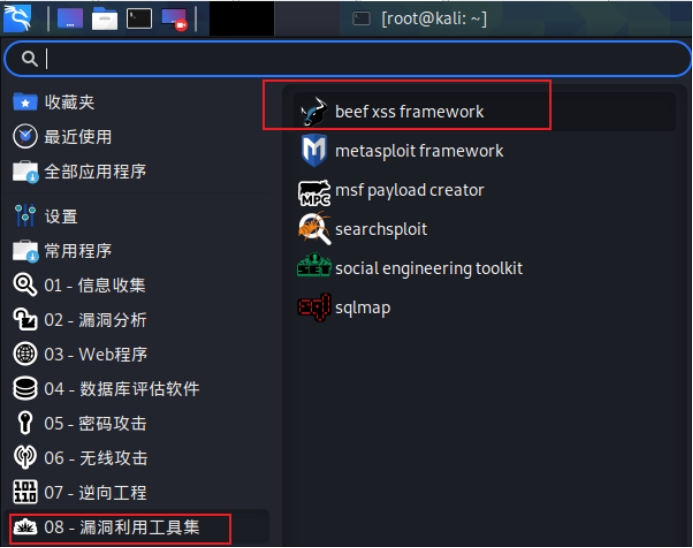 [root@kali: ~]
收藏夹
最近使用
全部应用程序
设置
常用程序
01 - 信息收集
02 - 漏洞分析
03 - Web程序
04 - 数据库评估软件
05 - 密码攻击
06 - 无线攻击
07 - 逆向工程
08 - 漏洞利用工具集
beef xss framework
metasploit framework
MPC
msf payload creator
searchsploit
SET
social engineering toolkit
sql
sqlmap